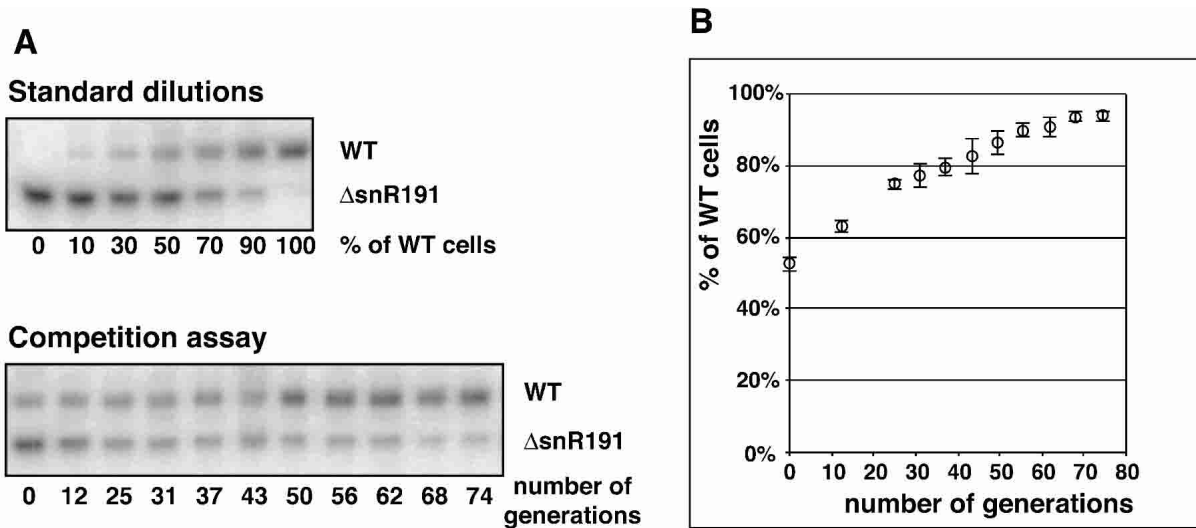 A
Standard dilutions
WT
ΔsnR191
0 10 30 50 70 90 100 % of WT cells
Competition assay
WT
ΔsnR191
0 12 25 31 37 43 50 56 62 68 74 number of generations
B
% of WT cells
100%
80%
60%
40%
20%
0%
0 10 20 30 40 50 60 70 80
number of generations